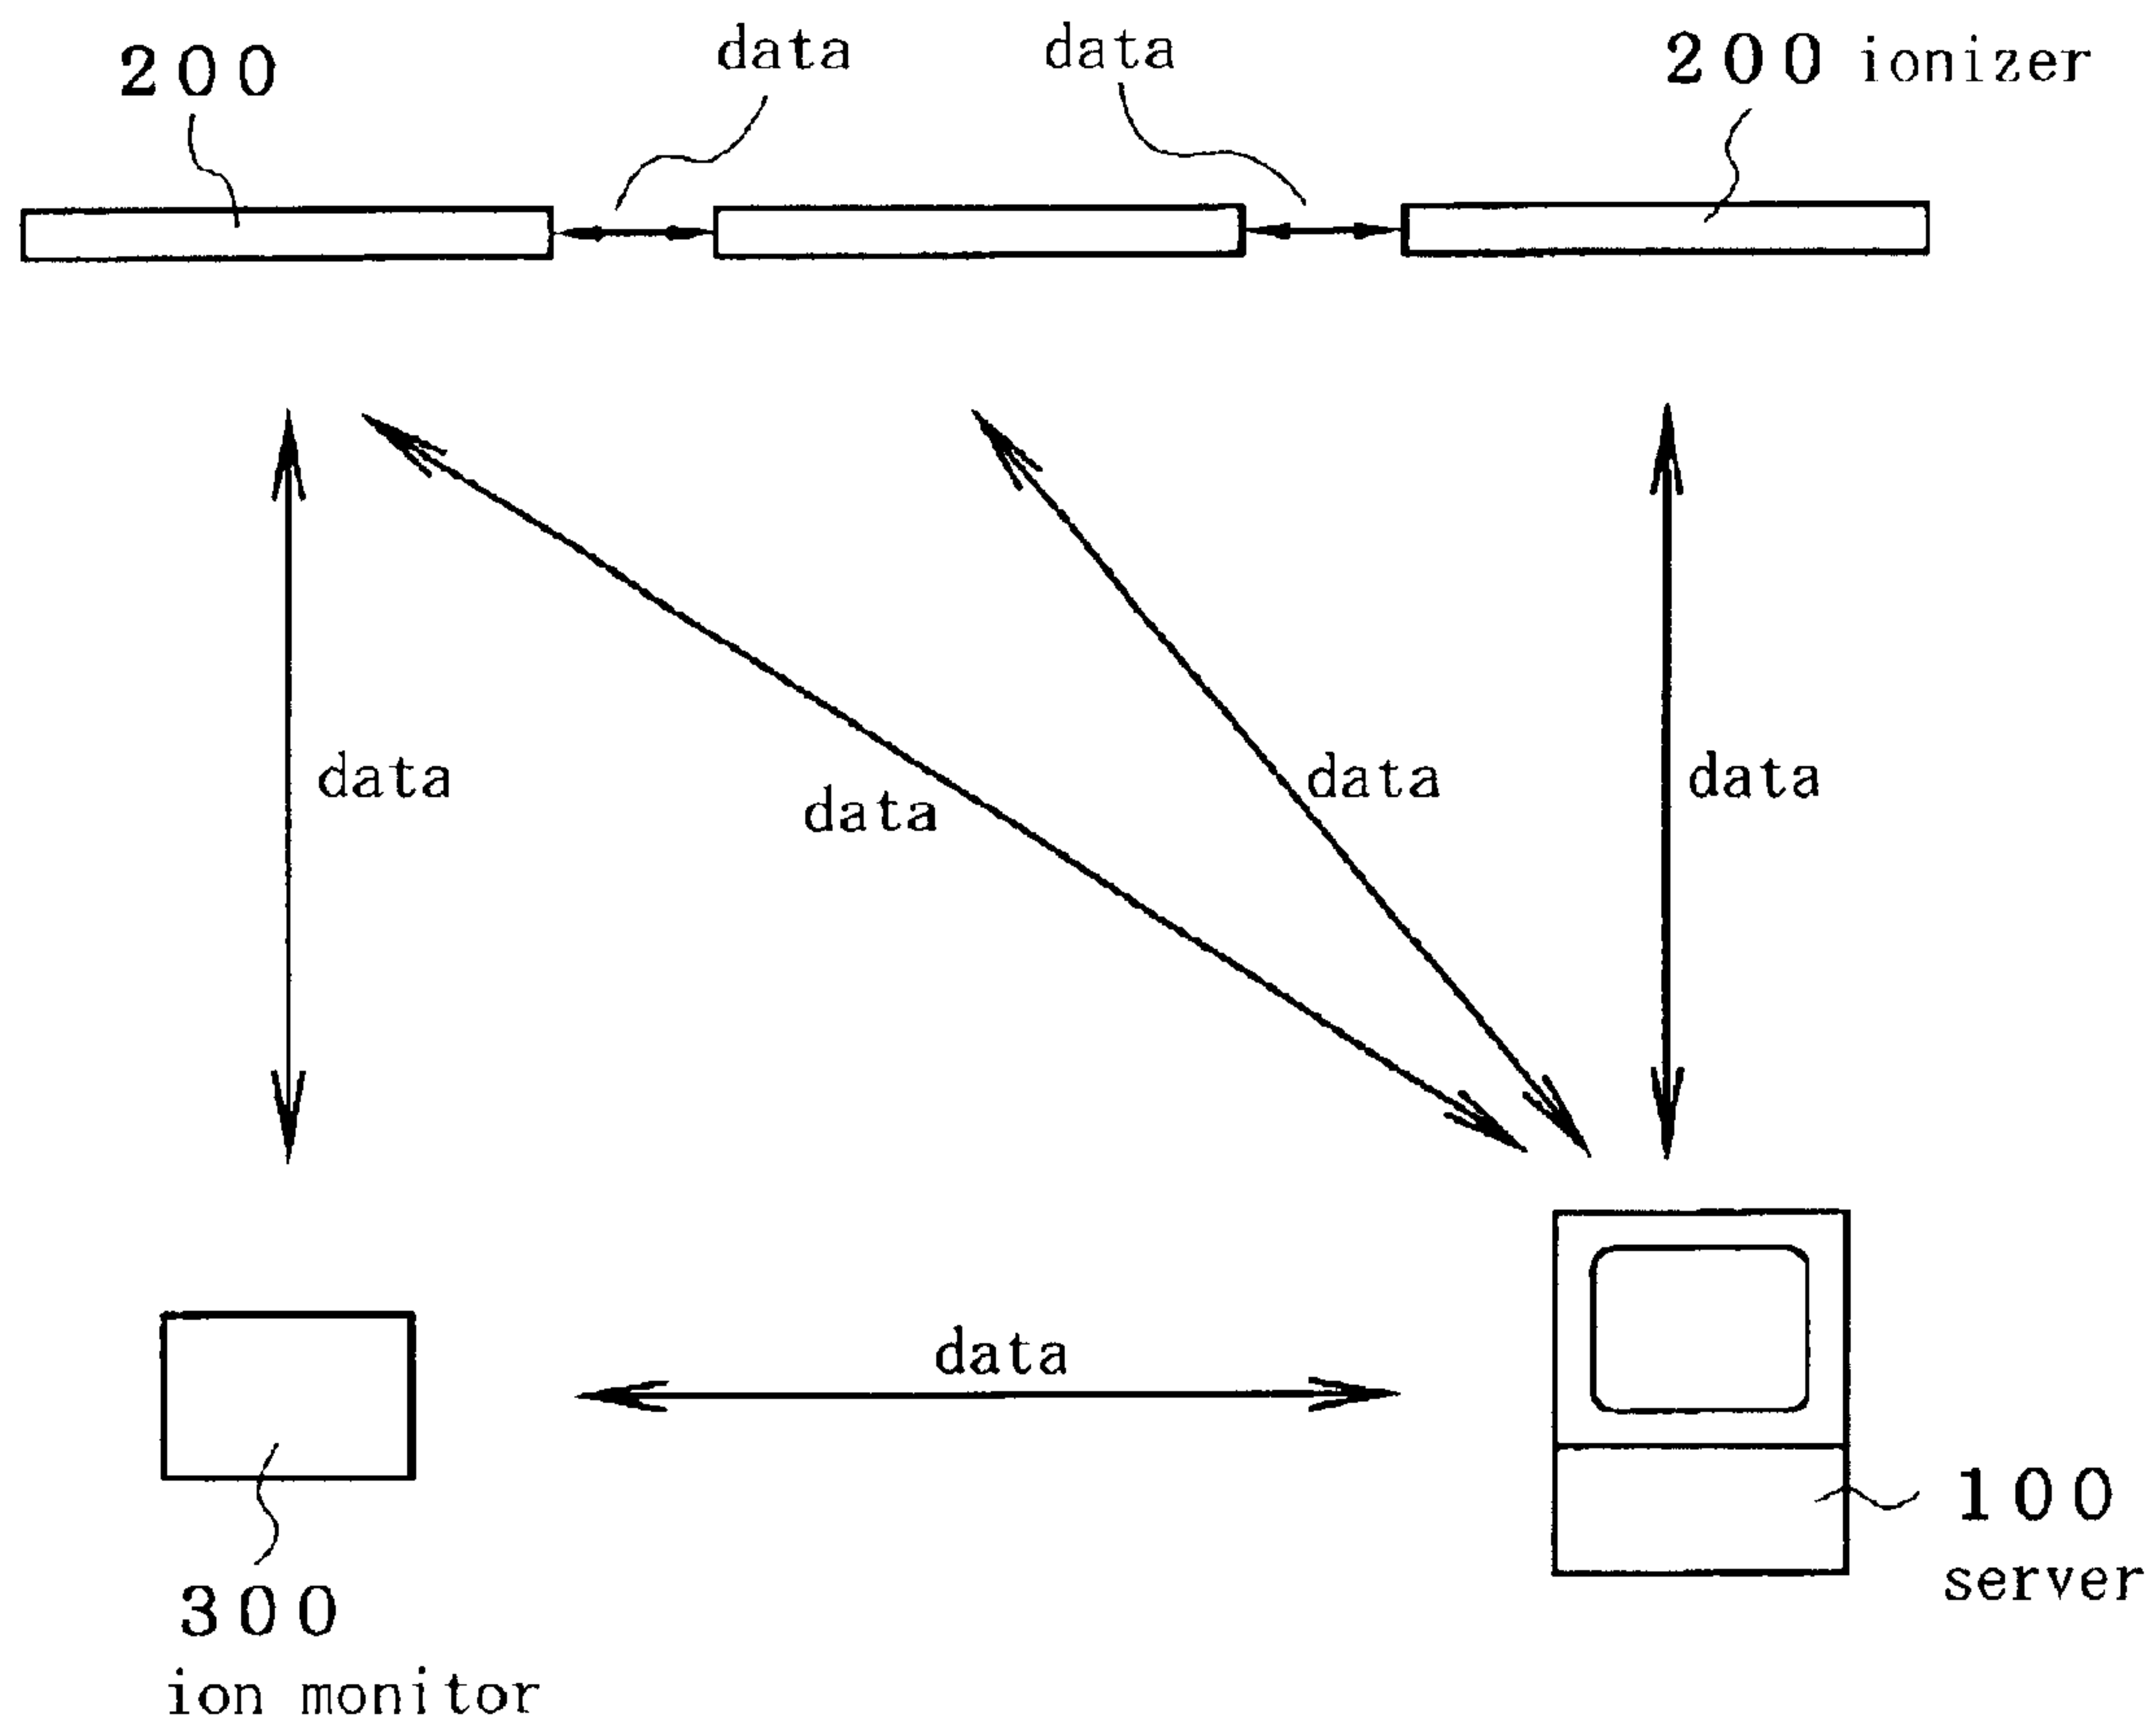 200
data
data
200 ionizer
data
data
data
data
data
100
server
300
ion monitor